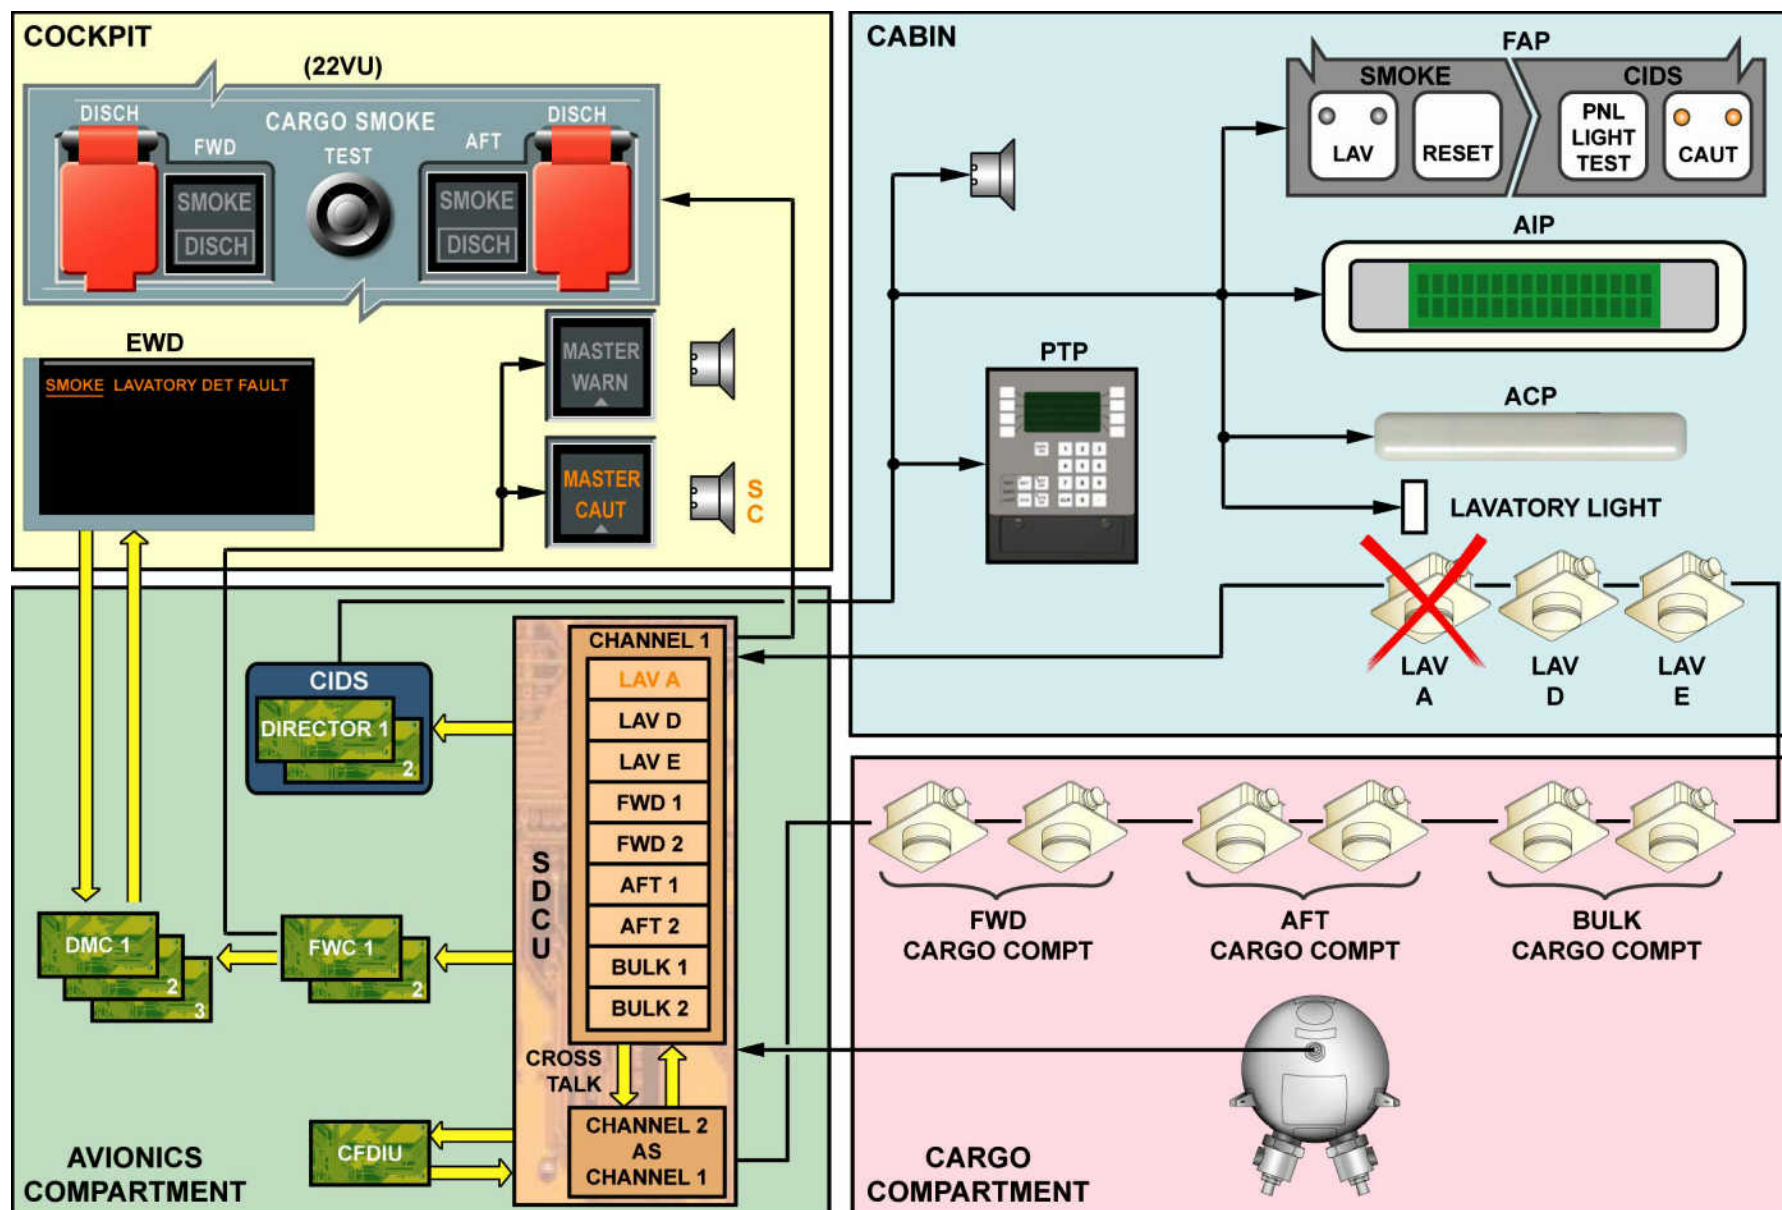 COCKPIT
(22VU)
DISCH
CARGO SMOKE
DISCH
FWD
TEST
AFT
SMOKE
DISCH
SMOKE
DISCH
EWD
SMOKE LAVATORY DET FAULT
MASTER
WARN
MASTER
CAUT
S
C
CABIN
FAP
SMOKE
CIDS
LAV
RESET
PNL
LIGHT
TEST
CAUT
AIP
PTP
ACP
LAVATORY LIGHT
LAV
A
LAV
D
LAV
E
CIDS
DIRECTOR 1
2
DMC 1
2
3
FWC 1
2
CFDIU
SDCU
CHANNEL 1
LAV A
LAV D
LAV E
FWD 1
FWD 2
AFT 1
AFT 2
BULK 1
BULK 2
CROSS
TALK
CHANNEL 2
AS
CHANNEL 1
AVIONICS
COMPARTMENT
FWD
CARGO COMPT
AFT
CARGO COMPT
BULK
CARGO COMPT
CARGO
COMPARTMENT